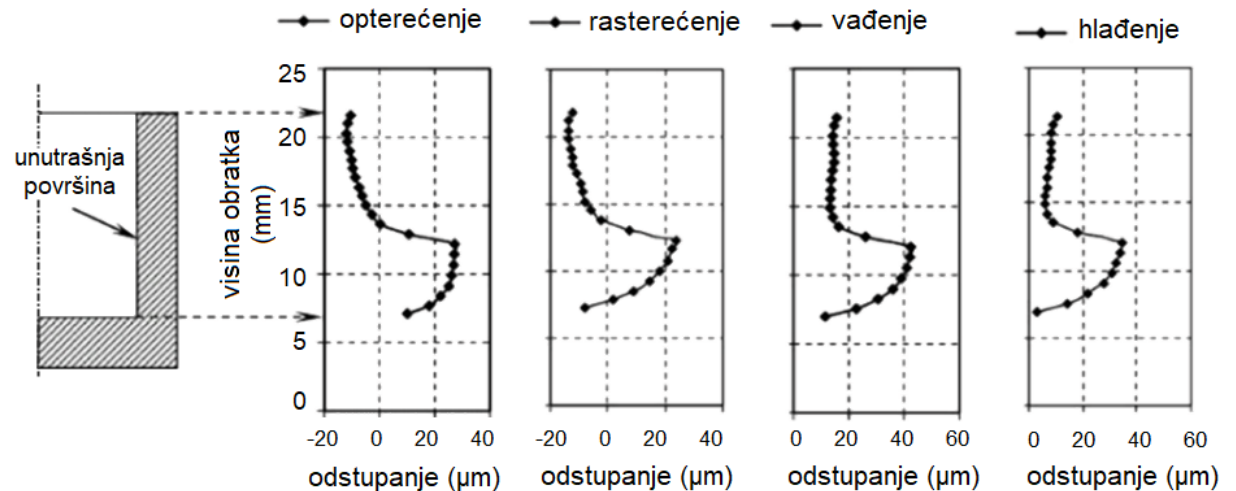 opterećenje
rasterećenje
vađenje
hlađenje
unutrašnja
površina
visina obratka
(mm)
25
20
15
10
5
0
-20 0 20 40
-20 0 20 40
0 20 40 60
0 20 40 60
odstupanje (µm)
odstupanje (µm)
odstupanje (µm)
odstupanje (µm)